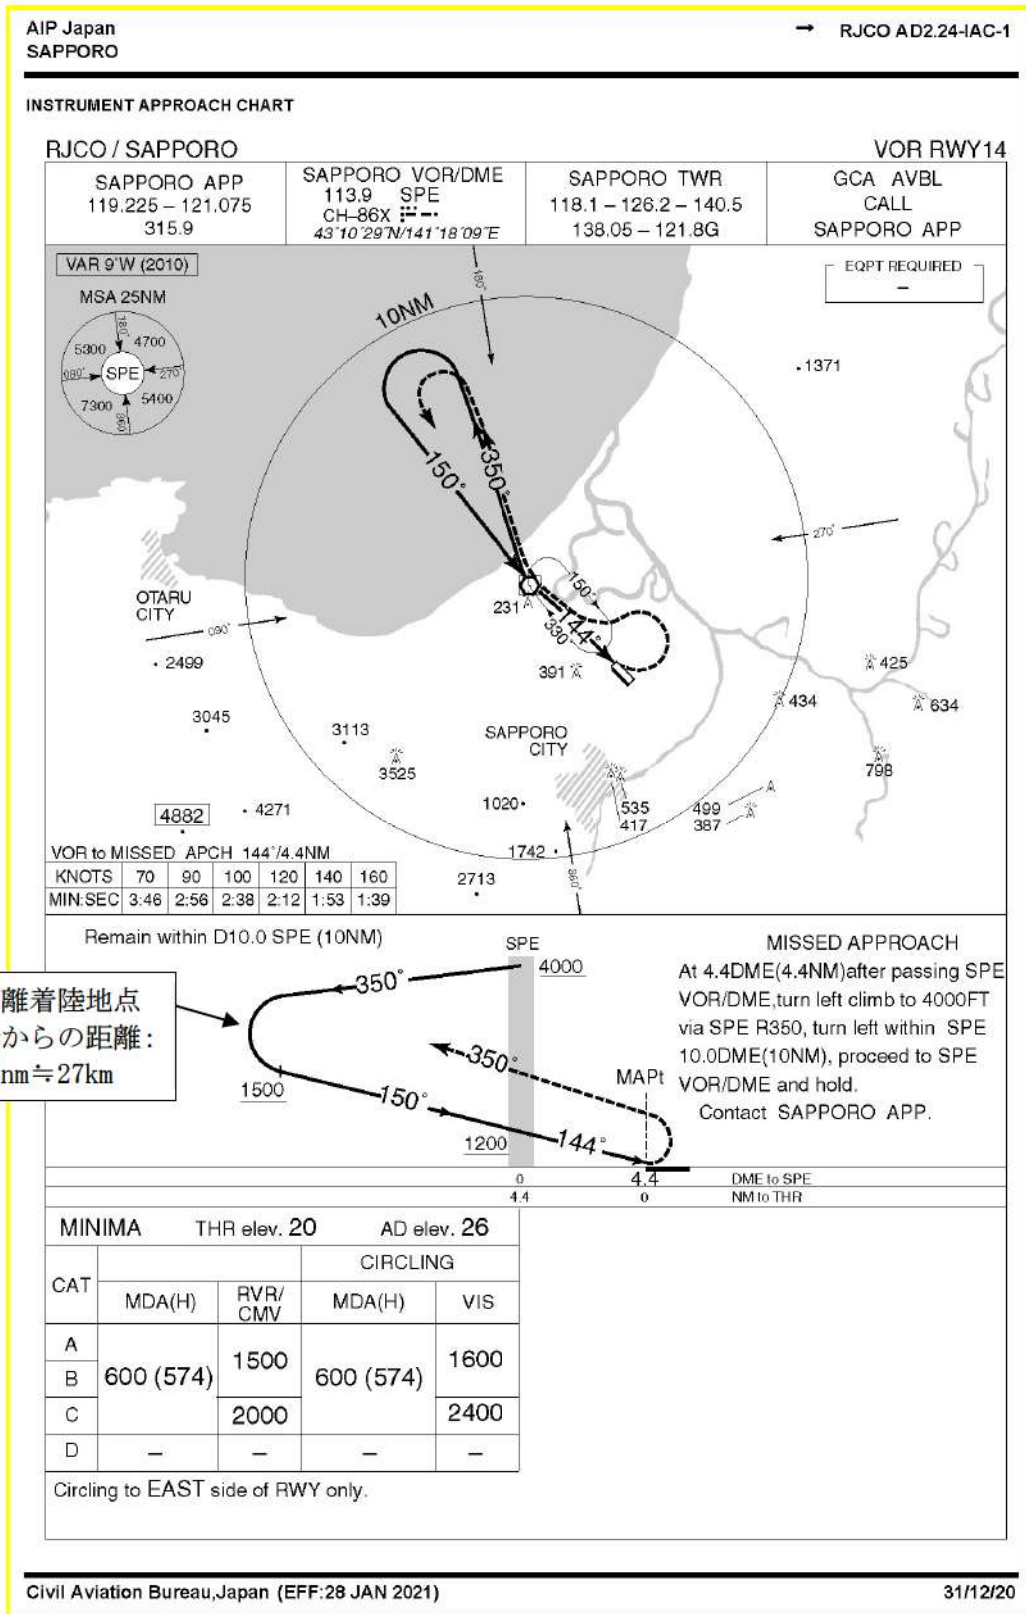 AIP Japan
SAPPORO
→ RJCO AD2.24-IAC-1
INSTRUMENT APPROACH CHART
RJCO / SAPPORO
VOR RWY14
SAPPORO APP
119.225 – 121.075
315.9
SAPPORO VOR/DME
113.9 SPE
CH–86X
43°10'29"N/141°18'09"E
SAPPORO TWR
118.1 – 126.2 – 140.5
138.05 – 121.8G
GCA AVBL
CALL
SAPPORO APP
VAR 9°W (2010)
EQPT REQUIRED
–
MSA 25NM
180°
5300
4700
090°
SPE
270°
7300
5400
360°
180°
10NM
1371
150°
350°
270°
OTARU
CITY
090°
2499
231
150°
330°
144°
391
425
434
634
3045
3113
3525
SAPPORO
CITY
798
4882
4271
1020
535
417
499
387
1742
360°
2713
VOR to MISSED APCH 144°/4.4NM
KNOTS 70 90 100 120 140 160
MIN:SEC 3:46 2:56 2:38 2:12 1:53 1:39
Remain within D10.0 SPE (10NM)
SPE
4000
350°
離着陸地点
からの距離:
nm≒27km
1500
150°
350°
MAPt
1200
144°
0 4.4 DME to SPE
4.4 0 NM to THR
MISSED APPROACH
At 4.4DME(4.4NM)after passing SPE
VOR/DME,turn left climb to 4000FT
via SPE R350, turn left within SPE
10.0DME(10NM), proceed to SPE
VOR/DME and hold.
Contact SAPPORO APP.
MINIMA THR elev. 20 AD elev. 26
CIRCLING
CAT MDA(H) RVR/CMV MDA(H) VIS
A
B
600 (574) 1500 600 (574) 1600
C 2000 2400
D – – – –
Circling to EAST side of RWY only.
Civil Aviation Bureau,Japan (EFF:28 JAN 2021)
31/12/20